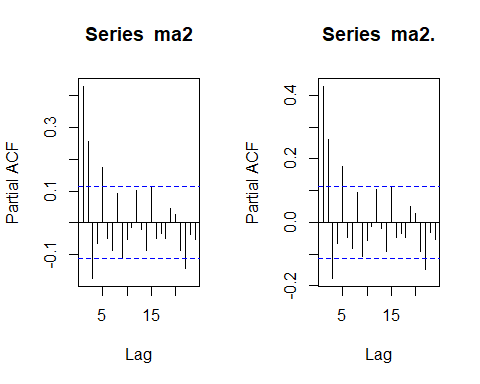 Series ma2
Partial ACF
-0.1
0.1
0.3
5
15
Lag
Series ma2.
Partial ACF
-0.2
0.0
0.2
0.4
5
15
Lag